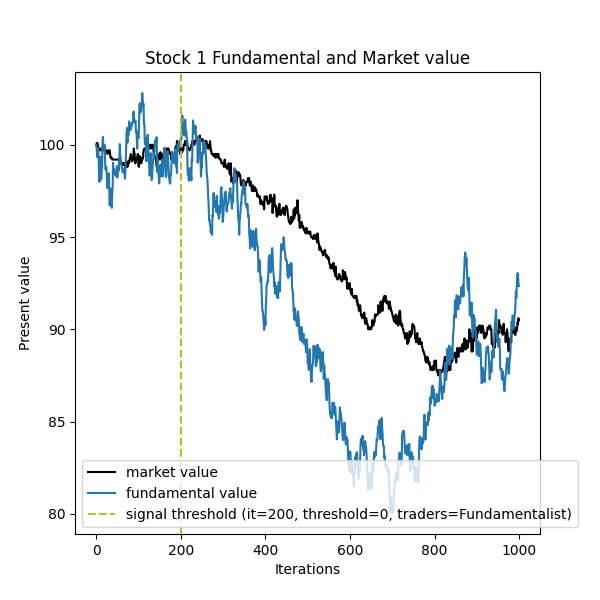 Stock 1 Fundamental and Market value
Present value
100
95
90
85
80
market value
fundamental value
signal threshold (it=200, threshold=0, traders=Fundamentalist)
0 200 400 600 800 1000
Iterations